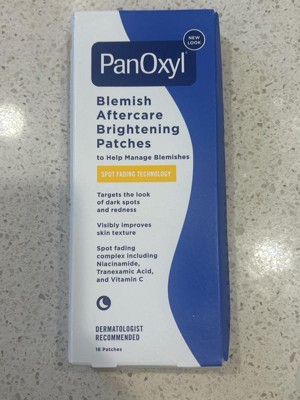 NEW
LOOK
PanOxyl
Blemish
Aftercare
Brightening
Patches
to Help Manage Blemishes
SPOT FADING TECHNOLOGY
Targets the look
of dark spots
and redness
Visibly improves
skin texture
Spot fading
complex including
Niacinamide,
Tranexamic Acid,
and Vitamin C
DERMATOLOGIST
RECOMMENDED
18 Patches